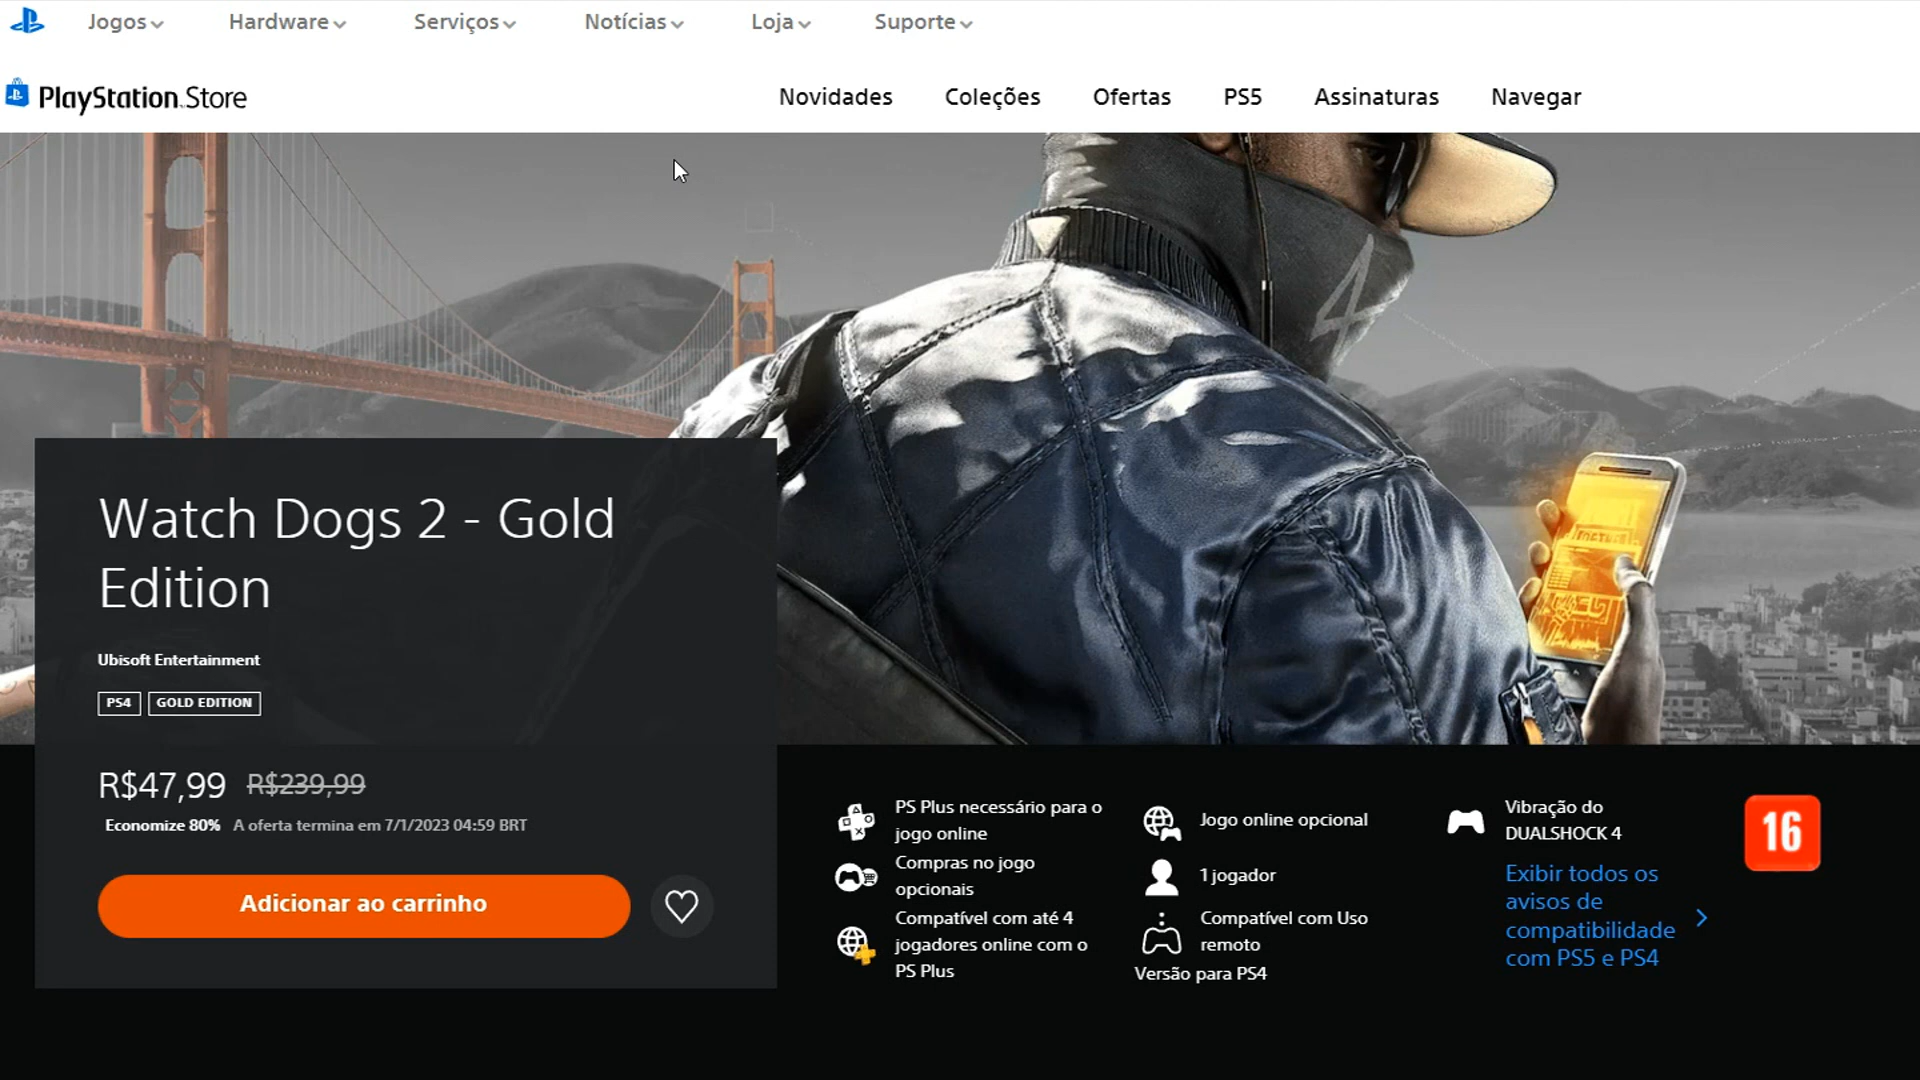 Jogos Hardware Serviços Notícias Loja Suporte
PlayStation Store
Novidades Coleções Ofertas PS5 Assinaturas Navegar
Watch Dogs 2 - Gold
Edition
Ubisoft Entertainment
PS4 GOLD EDITION
R$47,99 R$239,99
Economize 80% A oferta termina em 7/1/2023 04:59 BRT
Adicionar ao carrinho
PS Plus necessário para o
jogo online
Compras no jogo
opcionais
Compatível com até 4
jogadores online com o
PS Plus
Jogo online opcional
1 jogador
Compatível com Uso
remoto
Versão para PS4
Vibração do
DUALSHOCK 4
Exibir todos os
avisos de
compatibilidade
com PS5 e PS4
16